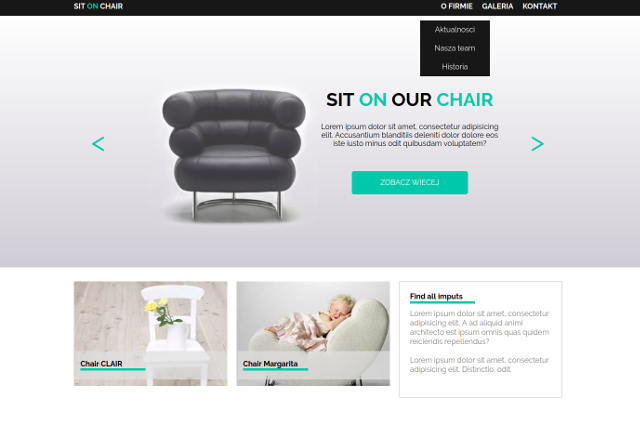 SIT ON CHAIR
O FIRMIE GALERIA KONTAKT
Aktualnosci
Nasza team
Historia
SIT ON OUR CHAIR
Lorem ipsum dolor sit amet, consectetur adipisicing
elit. Accusantium blanditiis deleniti dolor dolore eos
iste iusto minus odit quibusdam voluptatem?
ZOBACZ WIECEJ
Chair CLAIR
Chair Margarita
Find all imputs
Lorem ipsum dolor sit amet, consectetur
adipisicing elit. A ad aliquid animi
architecto est ipsum omnis quas quidem
reiciendis repellendus?
Lorem ipsum dolor sit amet, consectetur
adipisicing elit. Distinctio, odit.